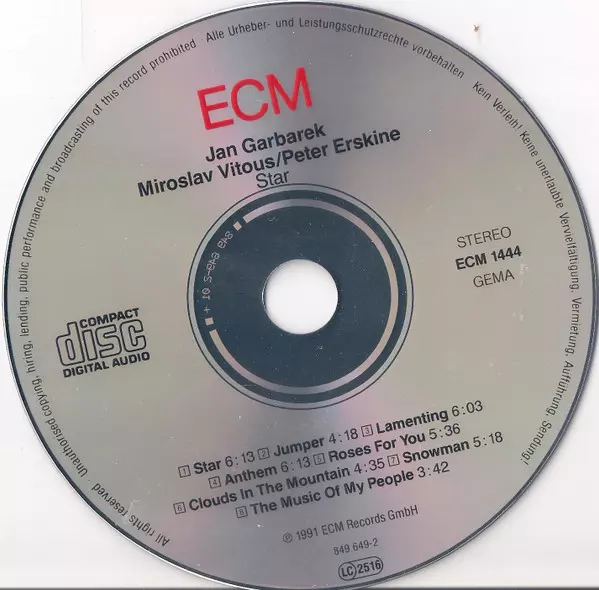 Unauthorised copying, hiring, lending, public performance and broadcasting of this record prohibited · Alle Urheber- und Leistungsschutzrechte vorbehalten · Kein Verleih! Keine unerlaubte Vervielfältigung, Vermietung, Aufführung, Sendung!
All rights reserved
ECM
Jan Garbarek
Miroslav Vitous/Peter Erskine
Star
STEREO
ECM 1444
GEMA
COMPACT
disc
DIGITAL AUDIO
1 Star 6:13 2 Jumper 4:18 3 Lamenting 6:03
4 Anthem 6:13 5 Roses For You 5:36
6 Clouds In The Mountain 4:35 7 Snowman 5:18
8 The Music Of My People 3:42
℗ 1991 ECM Records GmbH
849 649-2
LC 2516